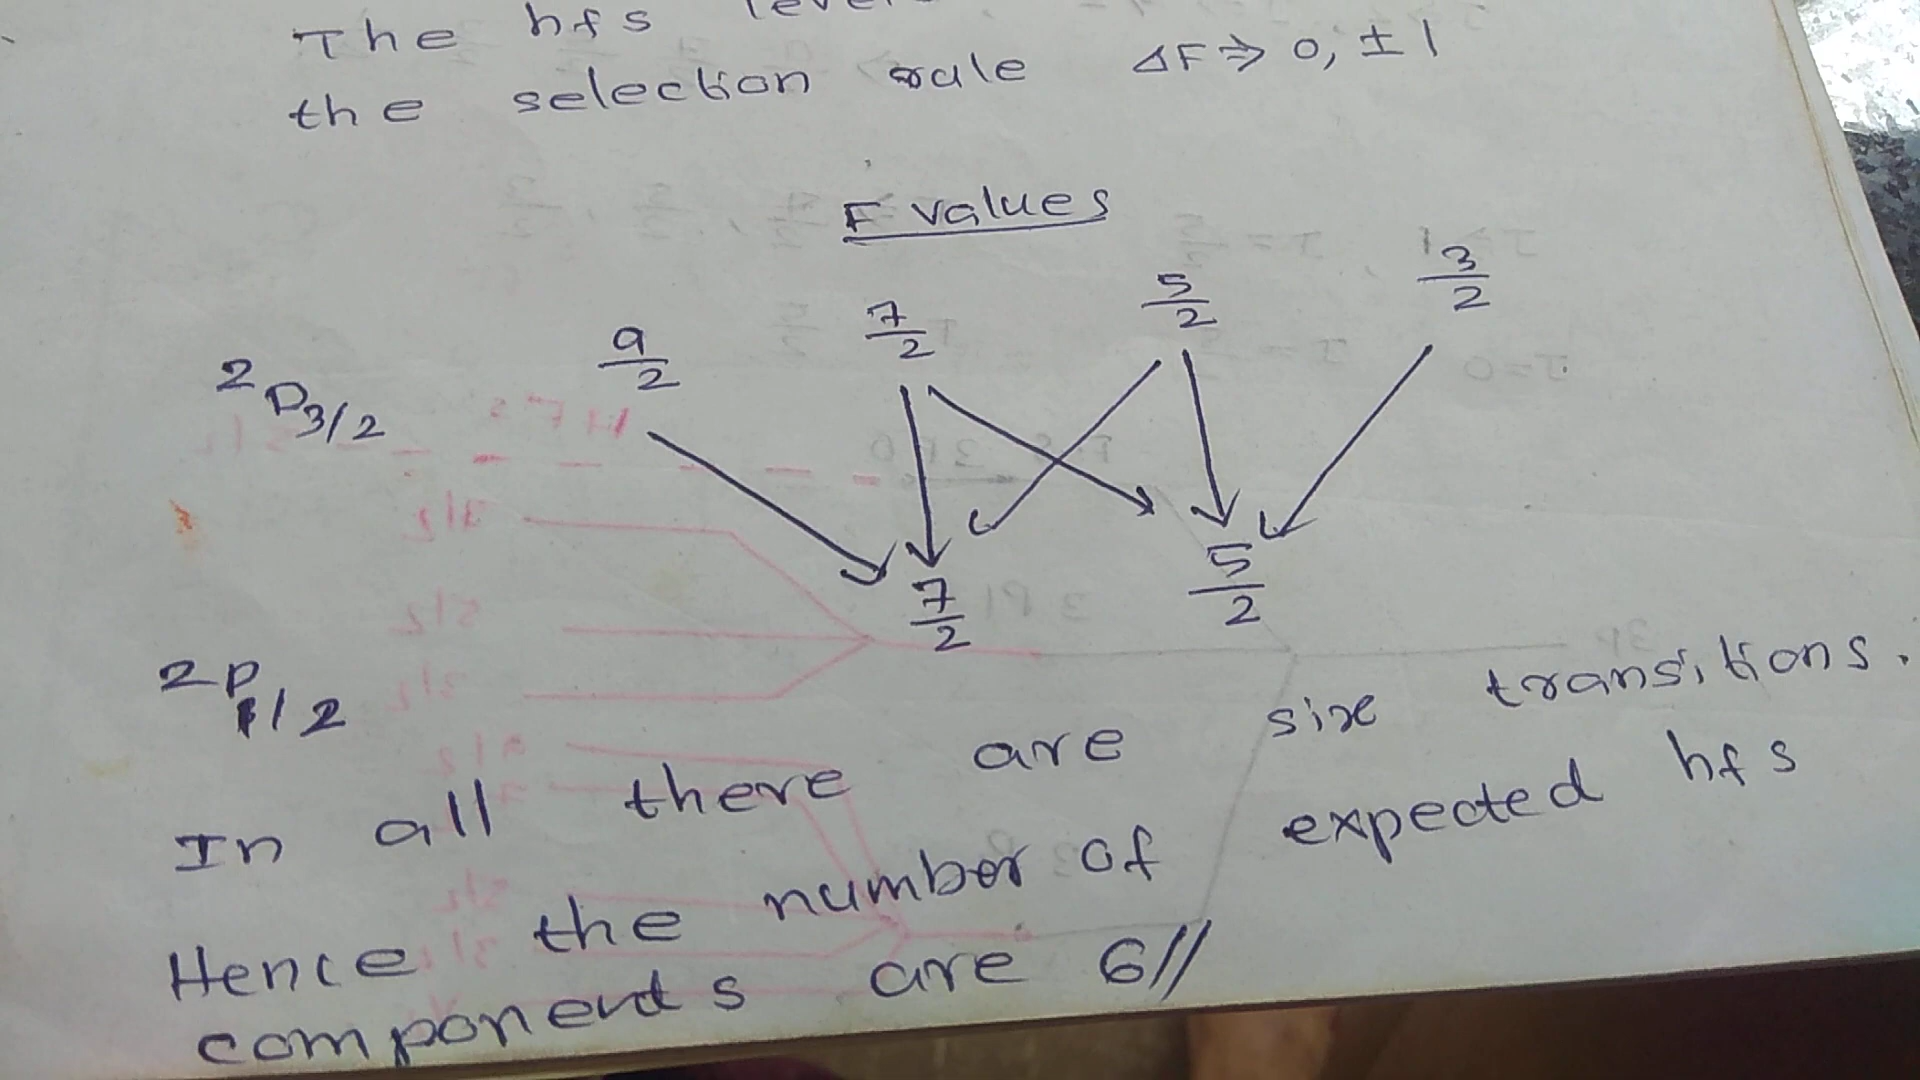 The hfs
the selection rule ΔF ⇒ 0, ± 1
F values
²P3/2 9/2 7/2 5/2 3/2
7/2 5/2
2P1/2
In all there are six transitions.
Hence the number of expected hfs
components are 6//